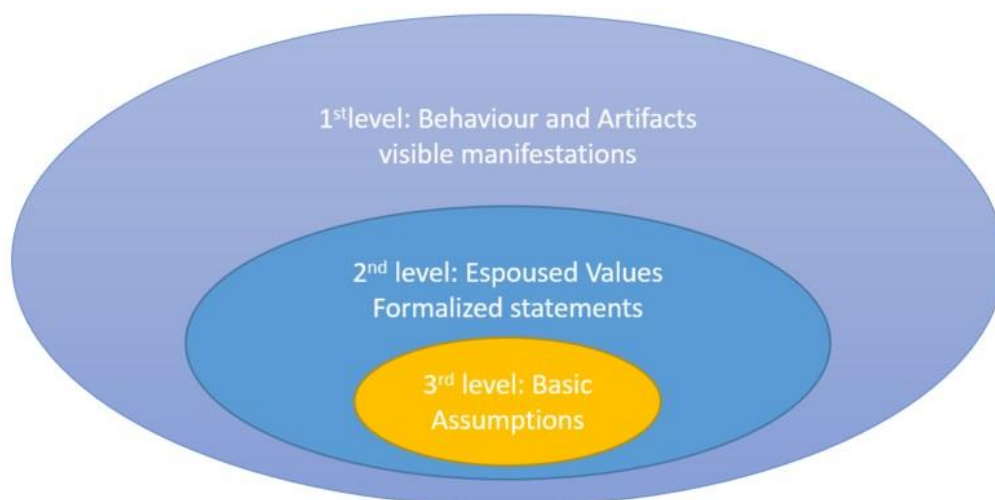 1stlevel: Behaviour and Artifacts
visible manifestations
2nd level: Espoused Values
Formalized statements
3rd level: Basic
Assumptions